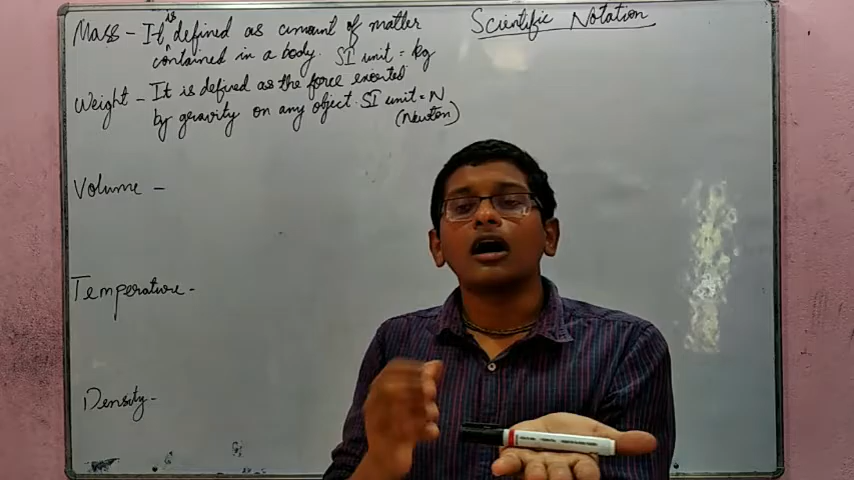 Mass - It is defined as amount of matter
contained in a body. SI unit = kg
Scientific Notation
Weight - It is defined as the force exerted
by gravity on any object. SI unit = N
(Newton)
Volume -
Temperature -
Density -